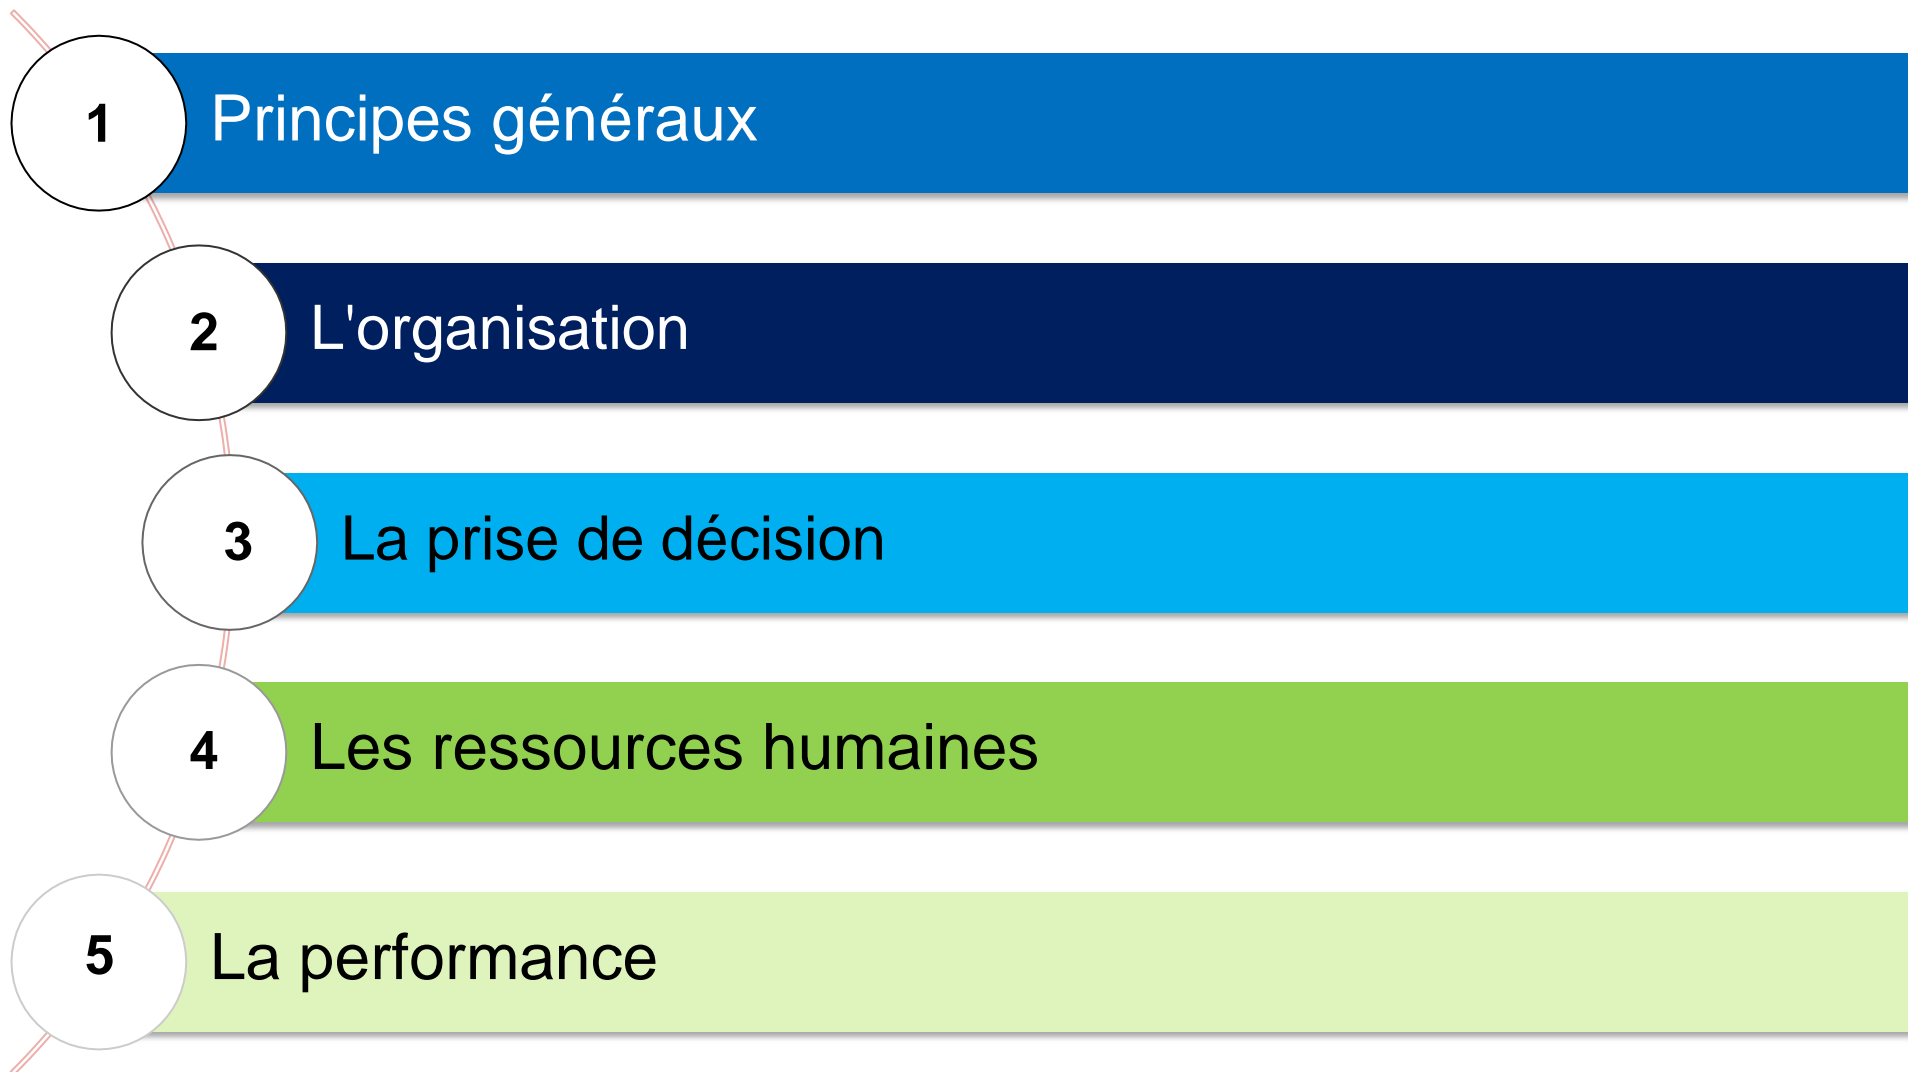 1 Principes généraux
2 L'organisation
3 La prise de décision
4 Les ressources humaines
5 La performance